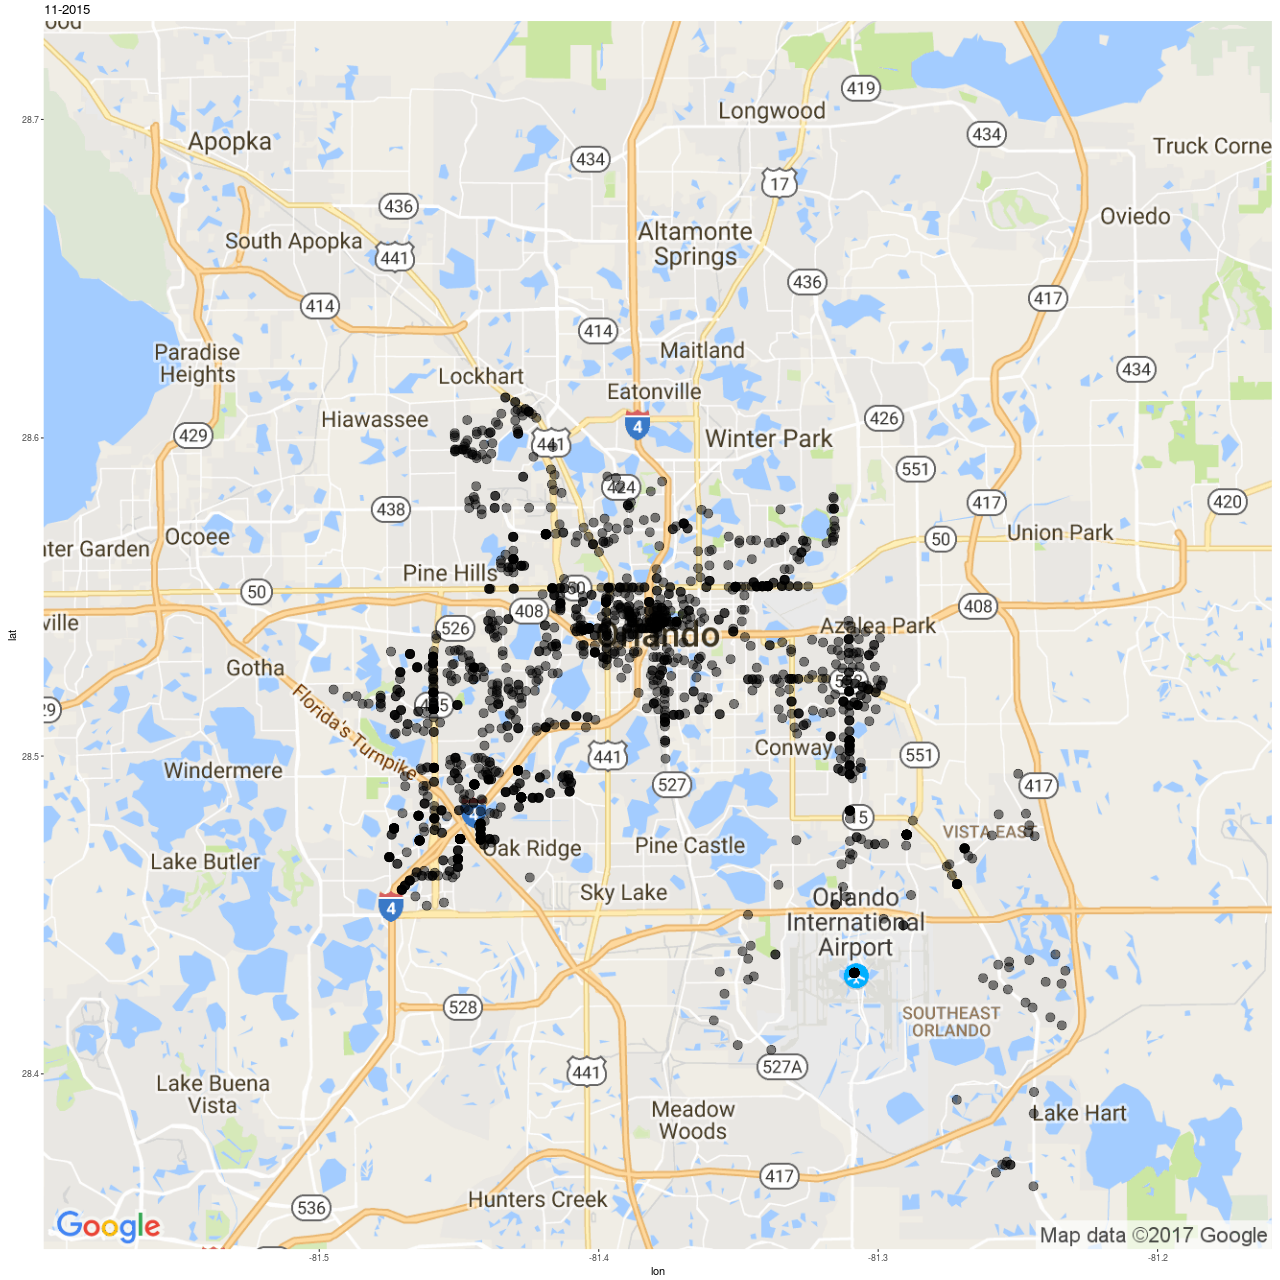 11-2015
ood
419
Longwood
28.7
434
Apopka
434
Truck Corne
17
436
Oviedo
South Apopka
Altamonte
Springs
441
436
417
414
414
Paradise
Heights
Maitland
434
Lockhart
Eatonville
Hiawassee
426
4
429
28.6
441
Winter Park
551
424
417
420
438
Ocoee
Union Park
50
ater Garden
Pine Hills
50
408
408
ville
526
Orlando
Azalea Park
lat
Gotha
29
Florida's Turnpike
28.5
441
Conway
551
Windermere
527
417
15
VISTA EAST
Oak Ridge
Pine Castle
Lake Butler
Sky Lake
4
Orlando
International
Airport
528
SOUTHEAST
ORLANDO
28.4
441
527A
Lake Buena
Vista
Meadow
Woods
Lake Hart
417
Hunters Creek
536
Google
Map data ©2017 Google
-81.5
-81.4
-81.3
-81.2
lon